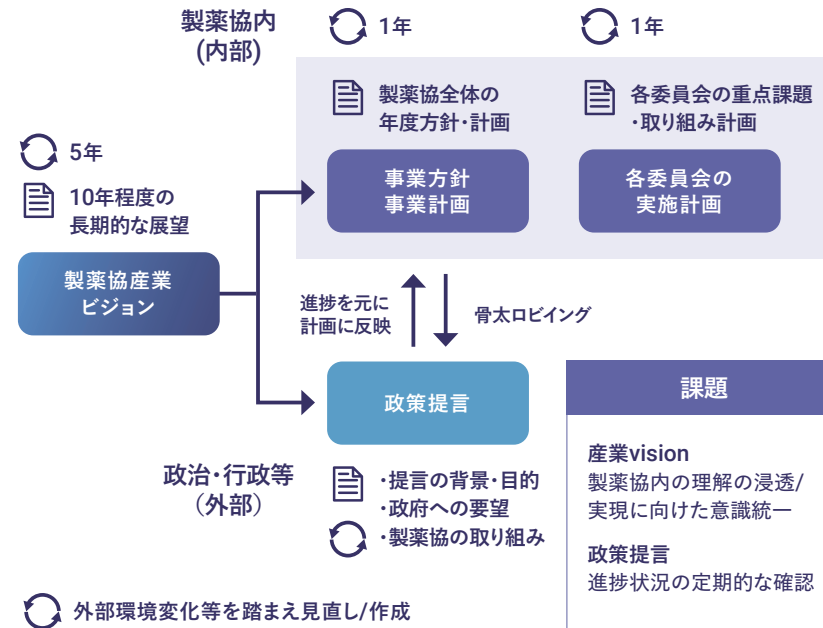 製薬協内
(内部)
1年
1年
製薬協全体の
年度方針・計画
各委員会の重点課題
・取り組み計画
5年
10年程度の
長期的な展望
事業方針
事業計画
各委員会の
実施計画
製薬協産業
ビジョン
進捗を元に
計画に反映
骨太ロビイング
政策提言
政治・行政等
（外部）
・提言の背景・目的
・政府への要望
・製薬協の取り組み
課題
産業vision
製薬協内の理解の浸透/
実現に向けた意識統一
政策提言
進捗状況の定期的な確認
外部環境変化等を踏まえ見直し/作成